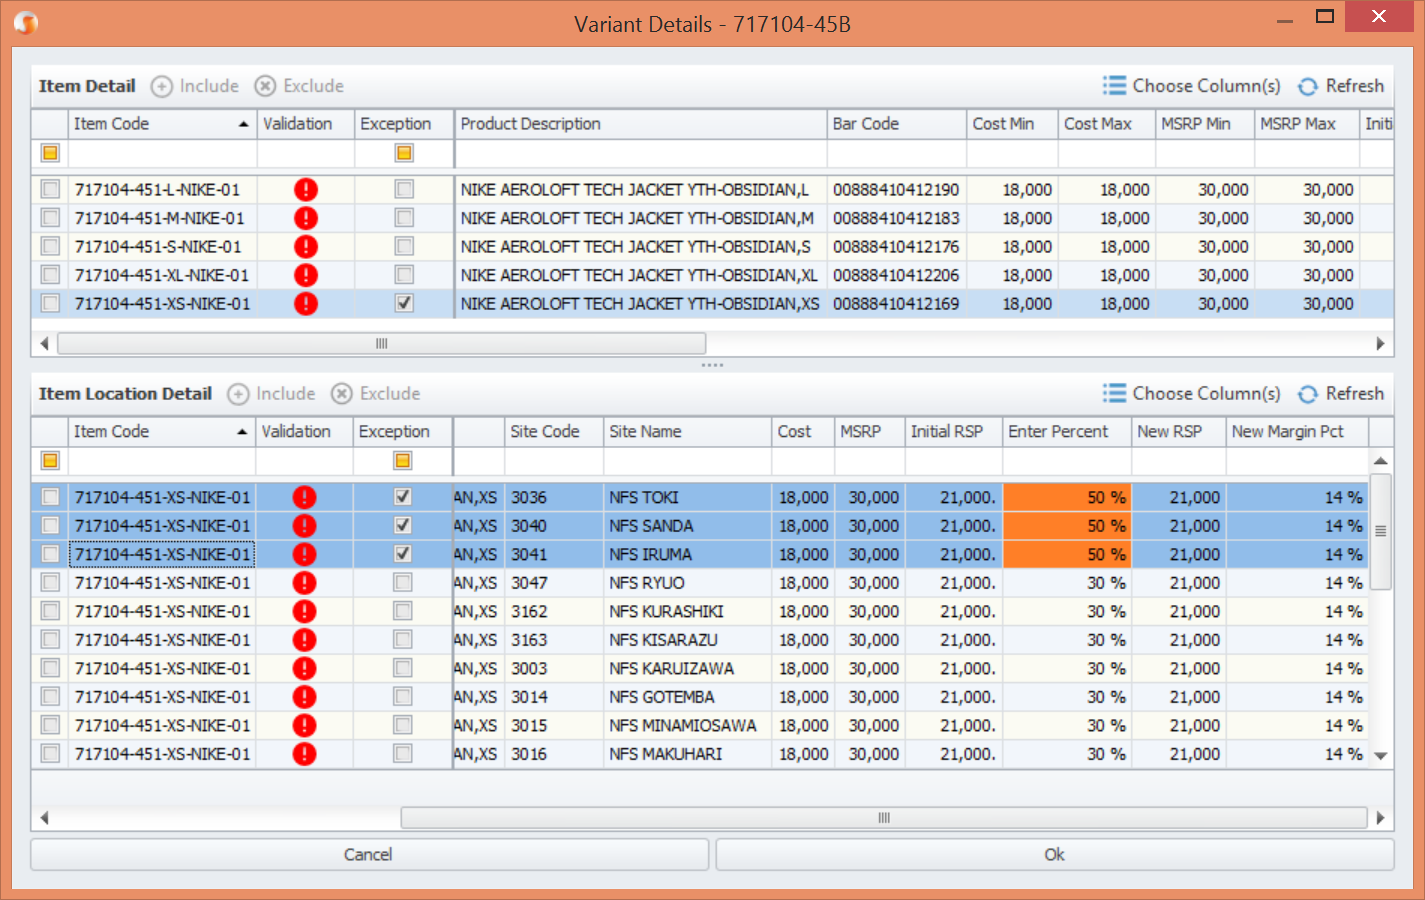 Variant Details - 717104-45B
Item Detail Include Exclude Choose Column(s) Refresh
Item Code Validation Exception Product Description Bar Code Cost Min Cost Max MSRP Min MSRP Max Initi
717104-451-L-NIKE-01 NIKE AEROLOFT TECH JACKET YTH-OBSIDIAN,L 00888410412190 18,000 18,000 30,000 30,000
717104-451-M-NIKE-01 NIKE AEROLOFT TECH JACKET YTH-OBSIDIAN,M 00888410412183 18,000 18,000 30,000 30,000
717104-451-S-NIKE-01 NIKE AEROLOFT TECH JACKET YTH-OBSIDIAN,S 00888410412176 18,000 18,000 30,000 30,000
717104-451-XL-NIKE-01 NIKE AEROLOFT TECH JACKET YTH-OBSIDIAN,XL 00888410412206 18,000 18,000 30,000 30,000
717104-451-XS-NIKE-01 NIKE AEROLOFT TECH JACKET YTH-OBSIDIAN,XS 00888410412169 18,000 18,000 30,000 30,000
Item Location Detail Include Exclude Choose Column(s) Refresh
Item Code Validation Exception Site Code Site Name Cost MSRP Initial RSP Enter Percent New RSP New Margin Pct
717104-451-XS-NIKE-01 AN,XS 3036 NFS TOKI 18,000 30,000 21,000. 50 % 21,000 14 %
717104-451-XS-NIKE-01 AN,XS 3040 NFS SANDA 18,000 30,000 21,000. 50 % 21,000 14 %
717104-451-XS-NIKE-01 AN,XS 3041 NFS IRUMA 18,000 30,000 21,000. 50 % 21,000 14 %
717104-451-XS-NIKE-01 AN,XS 3047 NFS RYUO 18,000 30,000 21,000. 30 % 21,000 14 %
717104-451-XS-NIKE-01 AN,XS 3162 NFS KURASHIKI 18,000 30,000 21,000. 30 % 21,000 14 %
717104-451-XS-NIKE-01 AN,XS 3163 NFS KISARAZU 18,000 30,000 21,000. 30 % 21,000 14 %
717104-451-XS-NIKE-01 AN,XS 3003 NFS KARUIZAWA 18,000 30,000 21,000. 30 % 21,000 14 %
717104-451-XS-NIKE-01 AN,XS 3014 NFS GOTEMBA 18,000 30,000 21,000. 30 % 21,000 14 %
717104-451-XS-NIKE-01 AN,XS 3015 NFS MINAMIOSAWA 18,000 30,000 21,000. 30 % 21,000 14 %
717104-451-XS-NIKE-01 AN,XS 3016 NFS MAKUHARI 18,000 30,000 21,000. 30 % 21,000 14 %
Cancel Ok